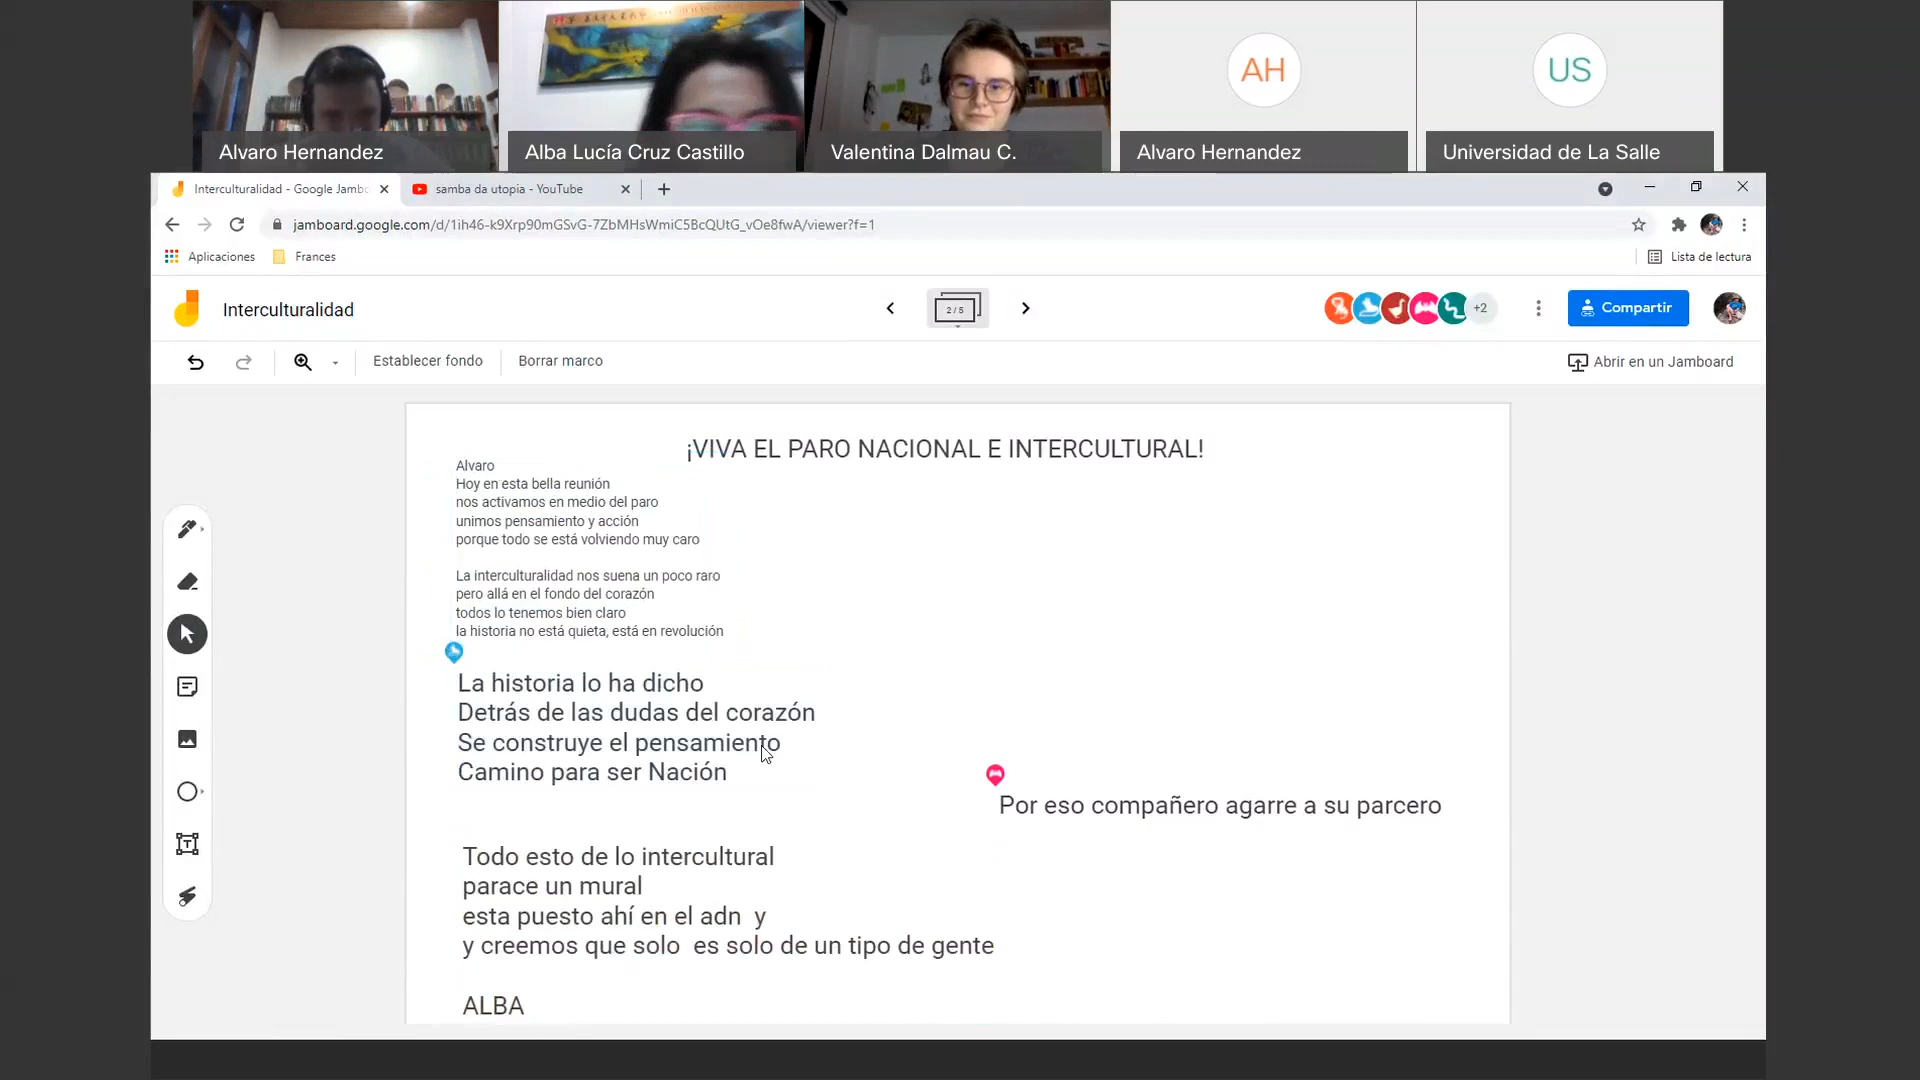 AH
US
Alvaro Hernandez
Alba Lucía Cruz Castillo
Valentina Dalmau C.
Alvaro Hernandez
Universidad de La Salle
Interculturalidad - Google Jambo
samba da utopia - YouTube
jamboard.google.com/d/1ih46-k9Xrp90mGSvG-7ZbMHsWmiC5BcQUtG_vOe8fwA/viewer?f=1
Aplicaciones
Frances
Lista de lectura
Interculturalidad
2 / 5
+2
Compartir
Establecer fondo
Borrar marco
Abrir en un Jamboard
¡VIVA EL PARO NACIONAL E INTERCULTURAL!
Alvaro
Hoy en esta bella reunión
nos activamos en medio del paro
unimos pensamiento y acción
porque todo se está volviendo muy caro
La interculturalidad nos suena un poco raro
pero allá en el fondo del corazón
todos lo tenemos bien claro
la historia no está quieta, está en revolución
La historia lo ha dicho
Detrás de las dudas del corazón
Se construye el pensamiento
Camino para ser Nación
Por eso compañero agarre a su parcero
Todo esto de lo intercultural
parace un mural
esta puesto ahí en el adn  y
y creemos que solo  es solo de un tipo de gente
ALBA